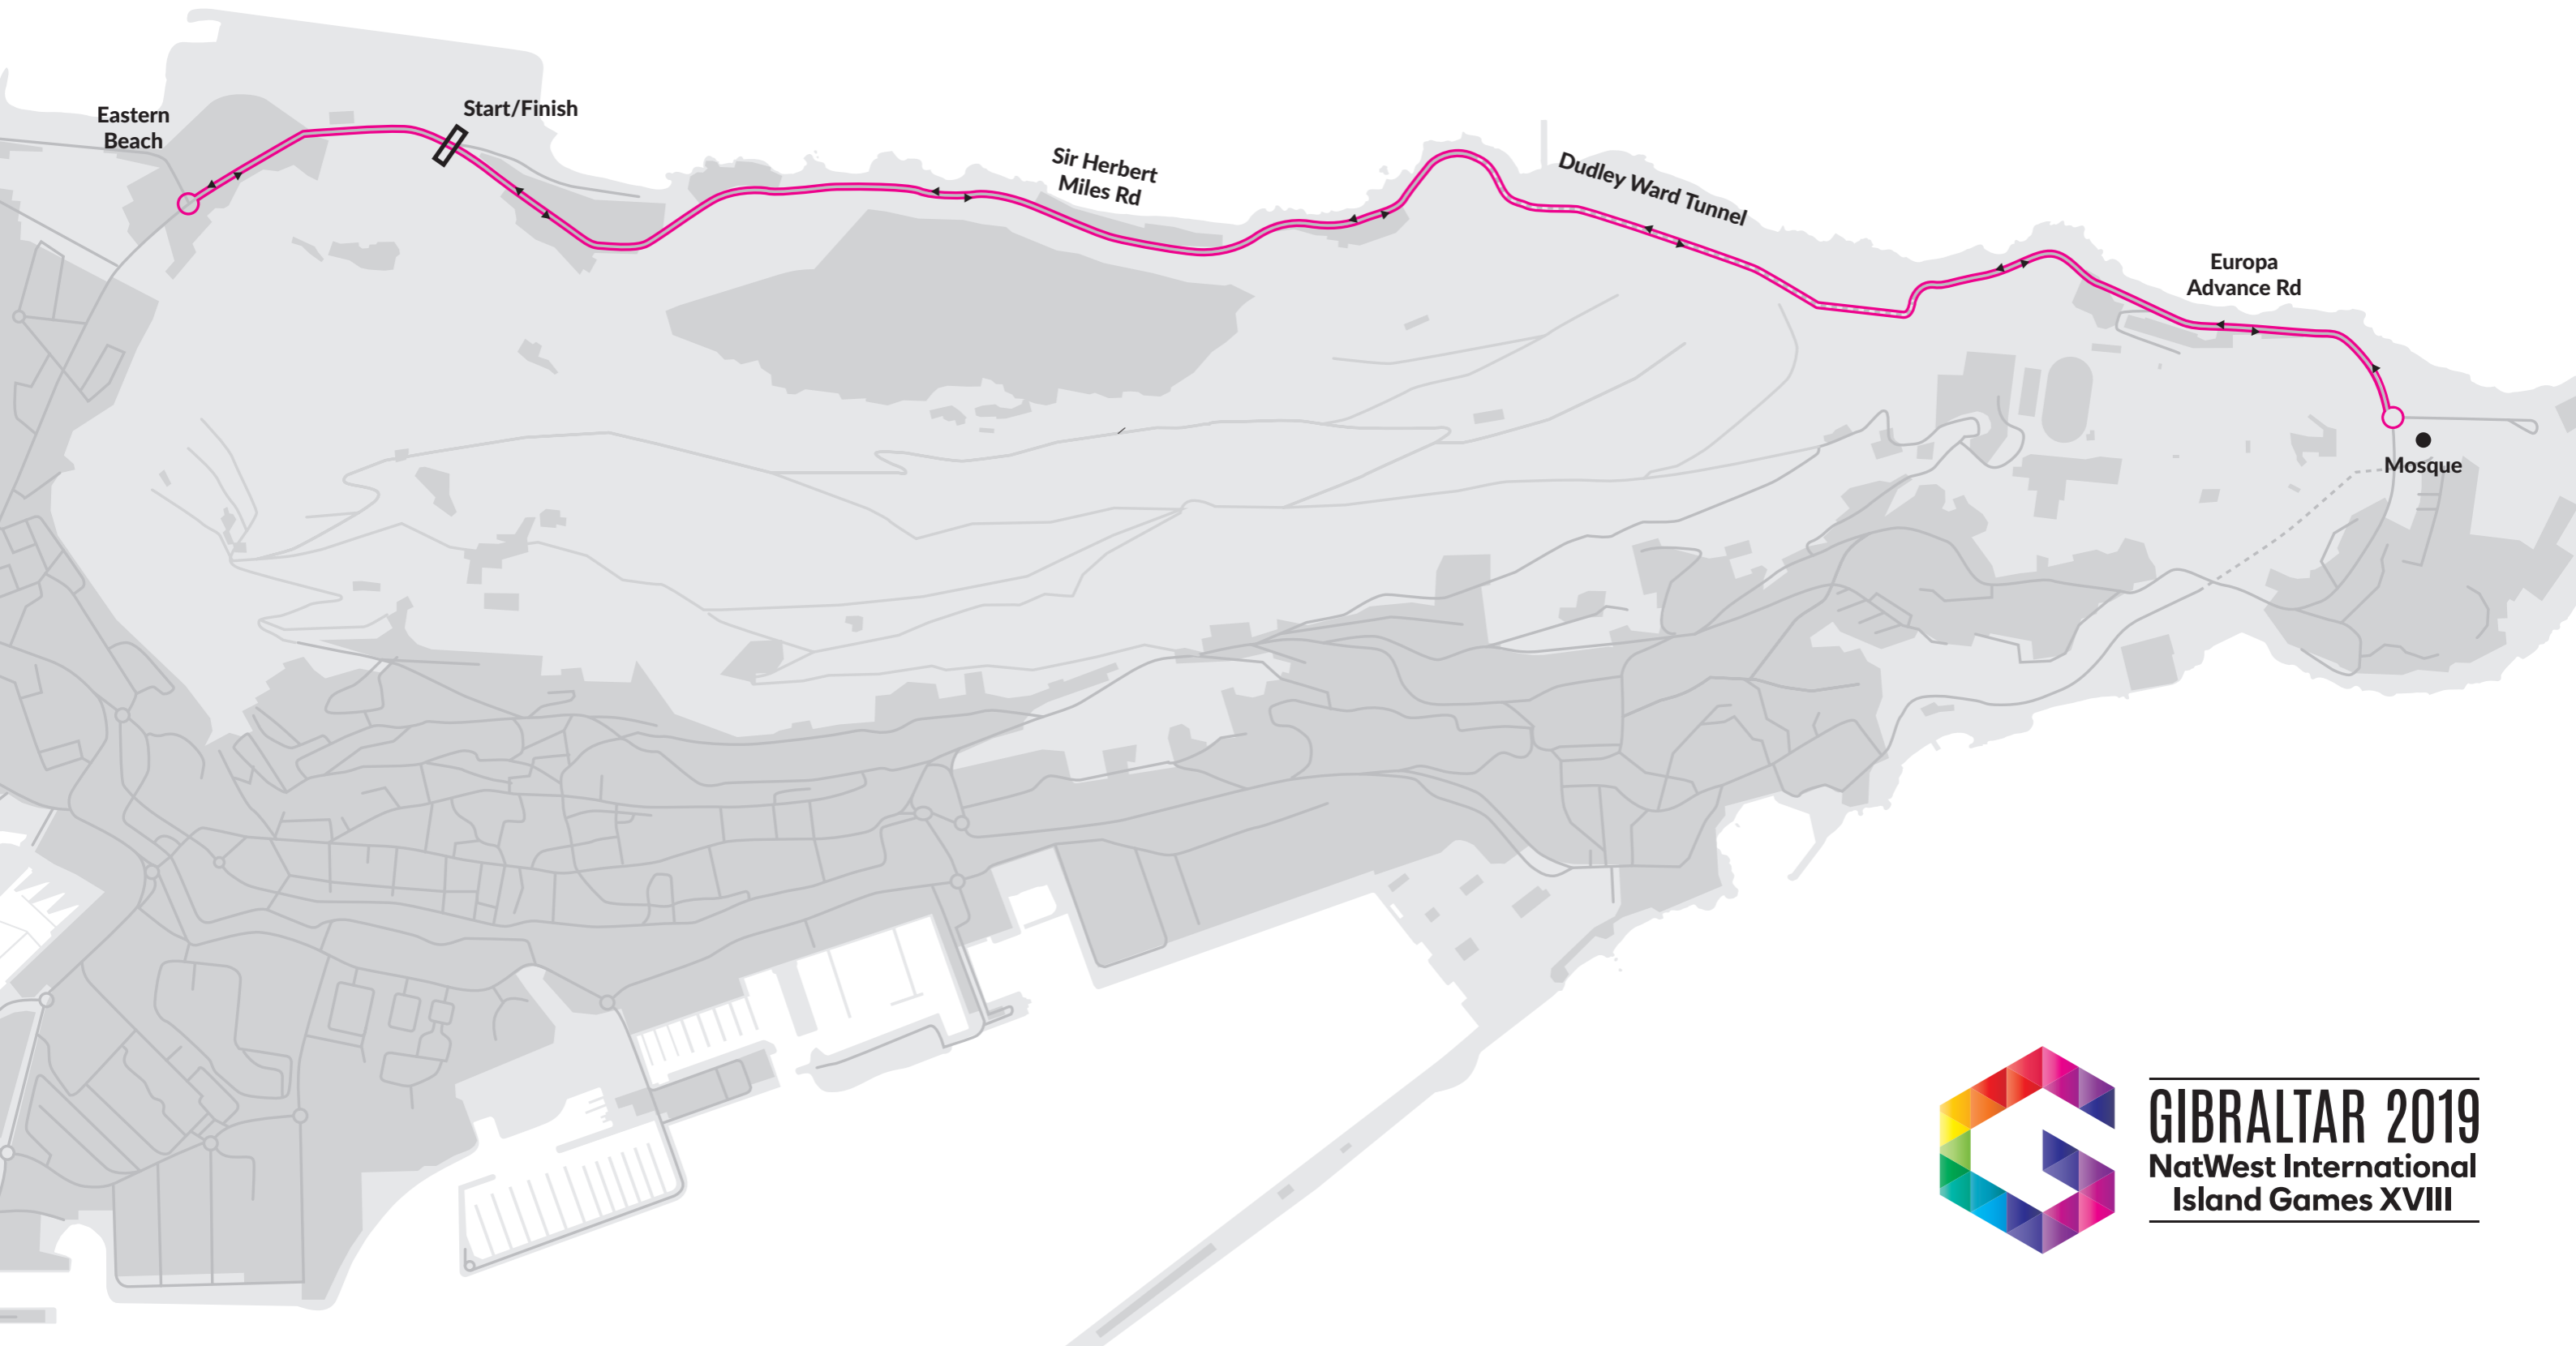 Eastern
Beach
Start/Finish
Sir Herbert
Miles Rd
Dudley Ward Tunnel
Europa
Advance Rd
Mosque
GIBRALTAR 2019
NatWest International
Island Games XVIII